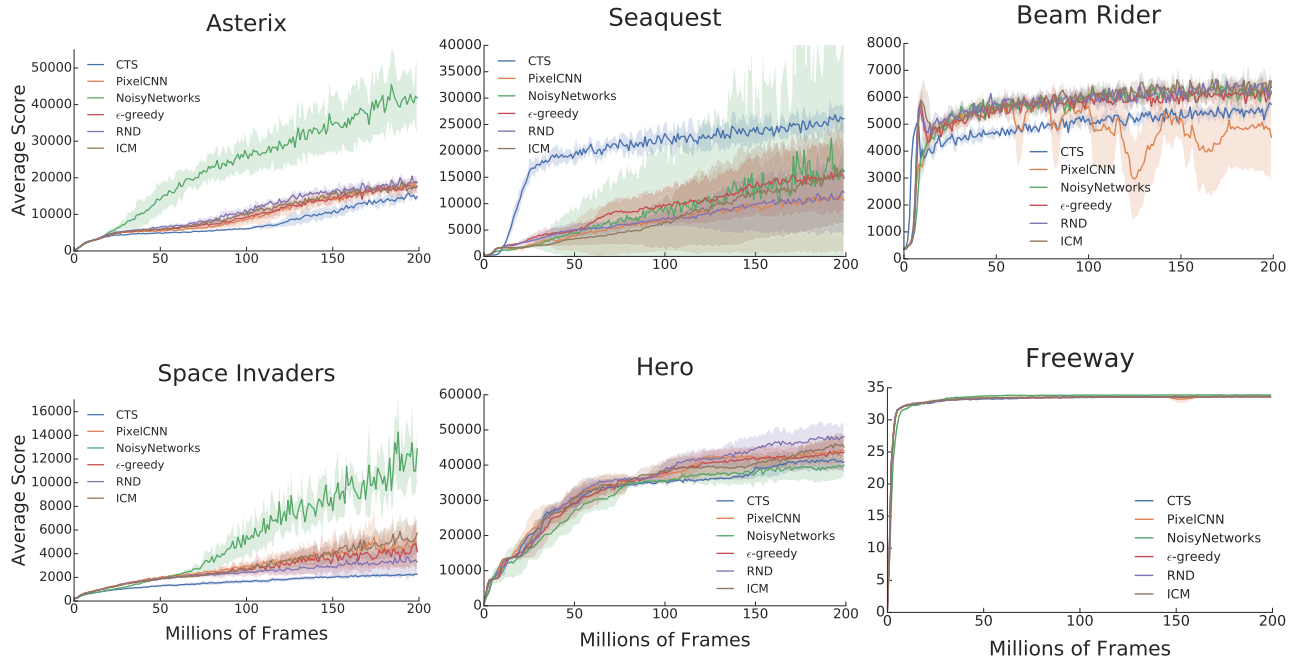 Asterix
Average Score
50000
40000
30000
20000
10000
0
0 50 100 150 200
CTS
PixelCNN
NoisyNetworks
ϵ-greedy
RND
ICM
Seaquest
40000
35000
30000
25000
20000
15000
10000
5000
0
0 50 100 150 200
CTS
PixelCNN
NoisyNetworks
ϵ-greedy
RND
ICM
Beam Rider
8000
7000
6000
5000
4000
3000
2000
1000
0
0 50 100 150 200
CTS
PixelCNN
NoisyNetworks
ϵ-greedy
RND
ICM
Space Invaders
Average Score
16000
14000
12000
10000
8000
6000
4000
2000
0
0 50 100 150 200
Millions of Frames
CTS
PixelCNN
NoisyNetworks
ϵ-greedy
RND
ICM
Hero
60000
50000
40000
30000
20000
10000
0
0 50 100 150 200
Millions of Frames
CTS
PixelCNN
NoisyNetworks
ϵ-greedy
RND
ICM
Freeway
35
30
25
20
15
10
5
0
0 50 100 150 200
Millions of Frames
CTS
PixelCNN
NoisyNetworks
ϵ-greedy
RND
ICM